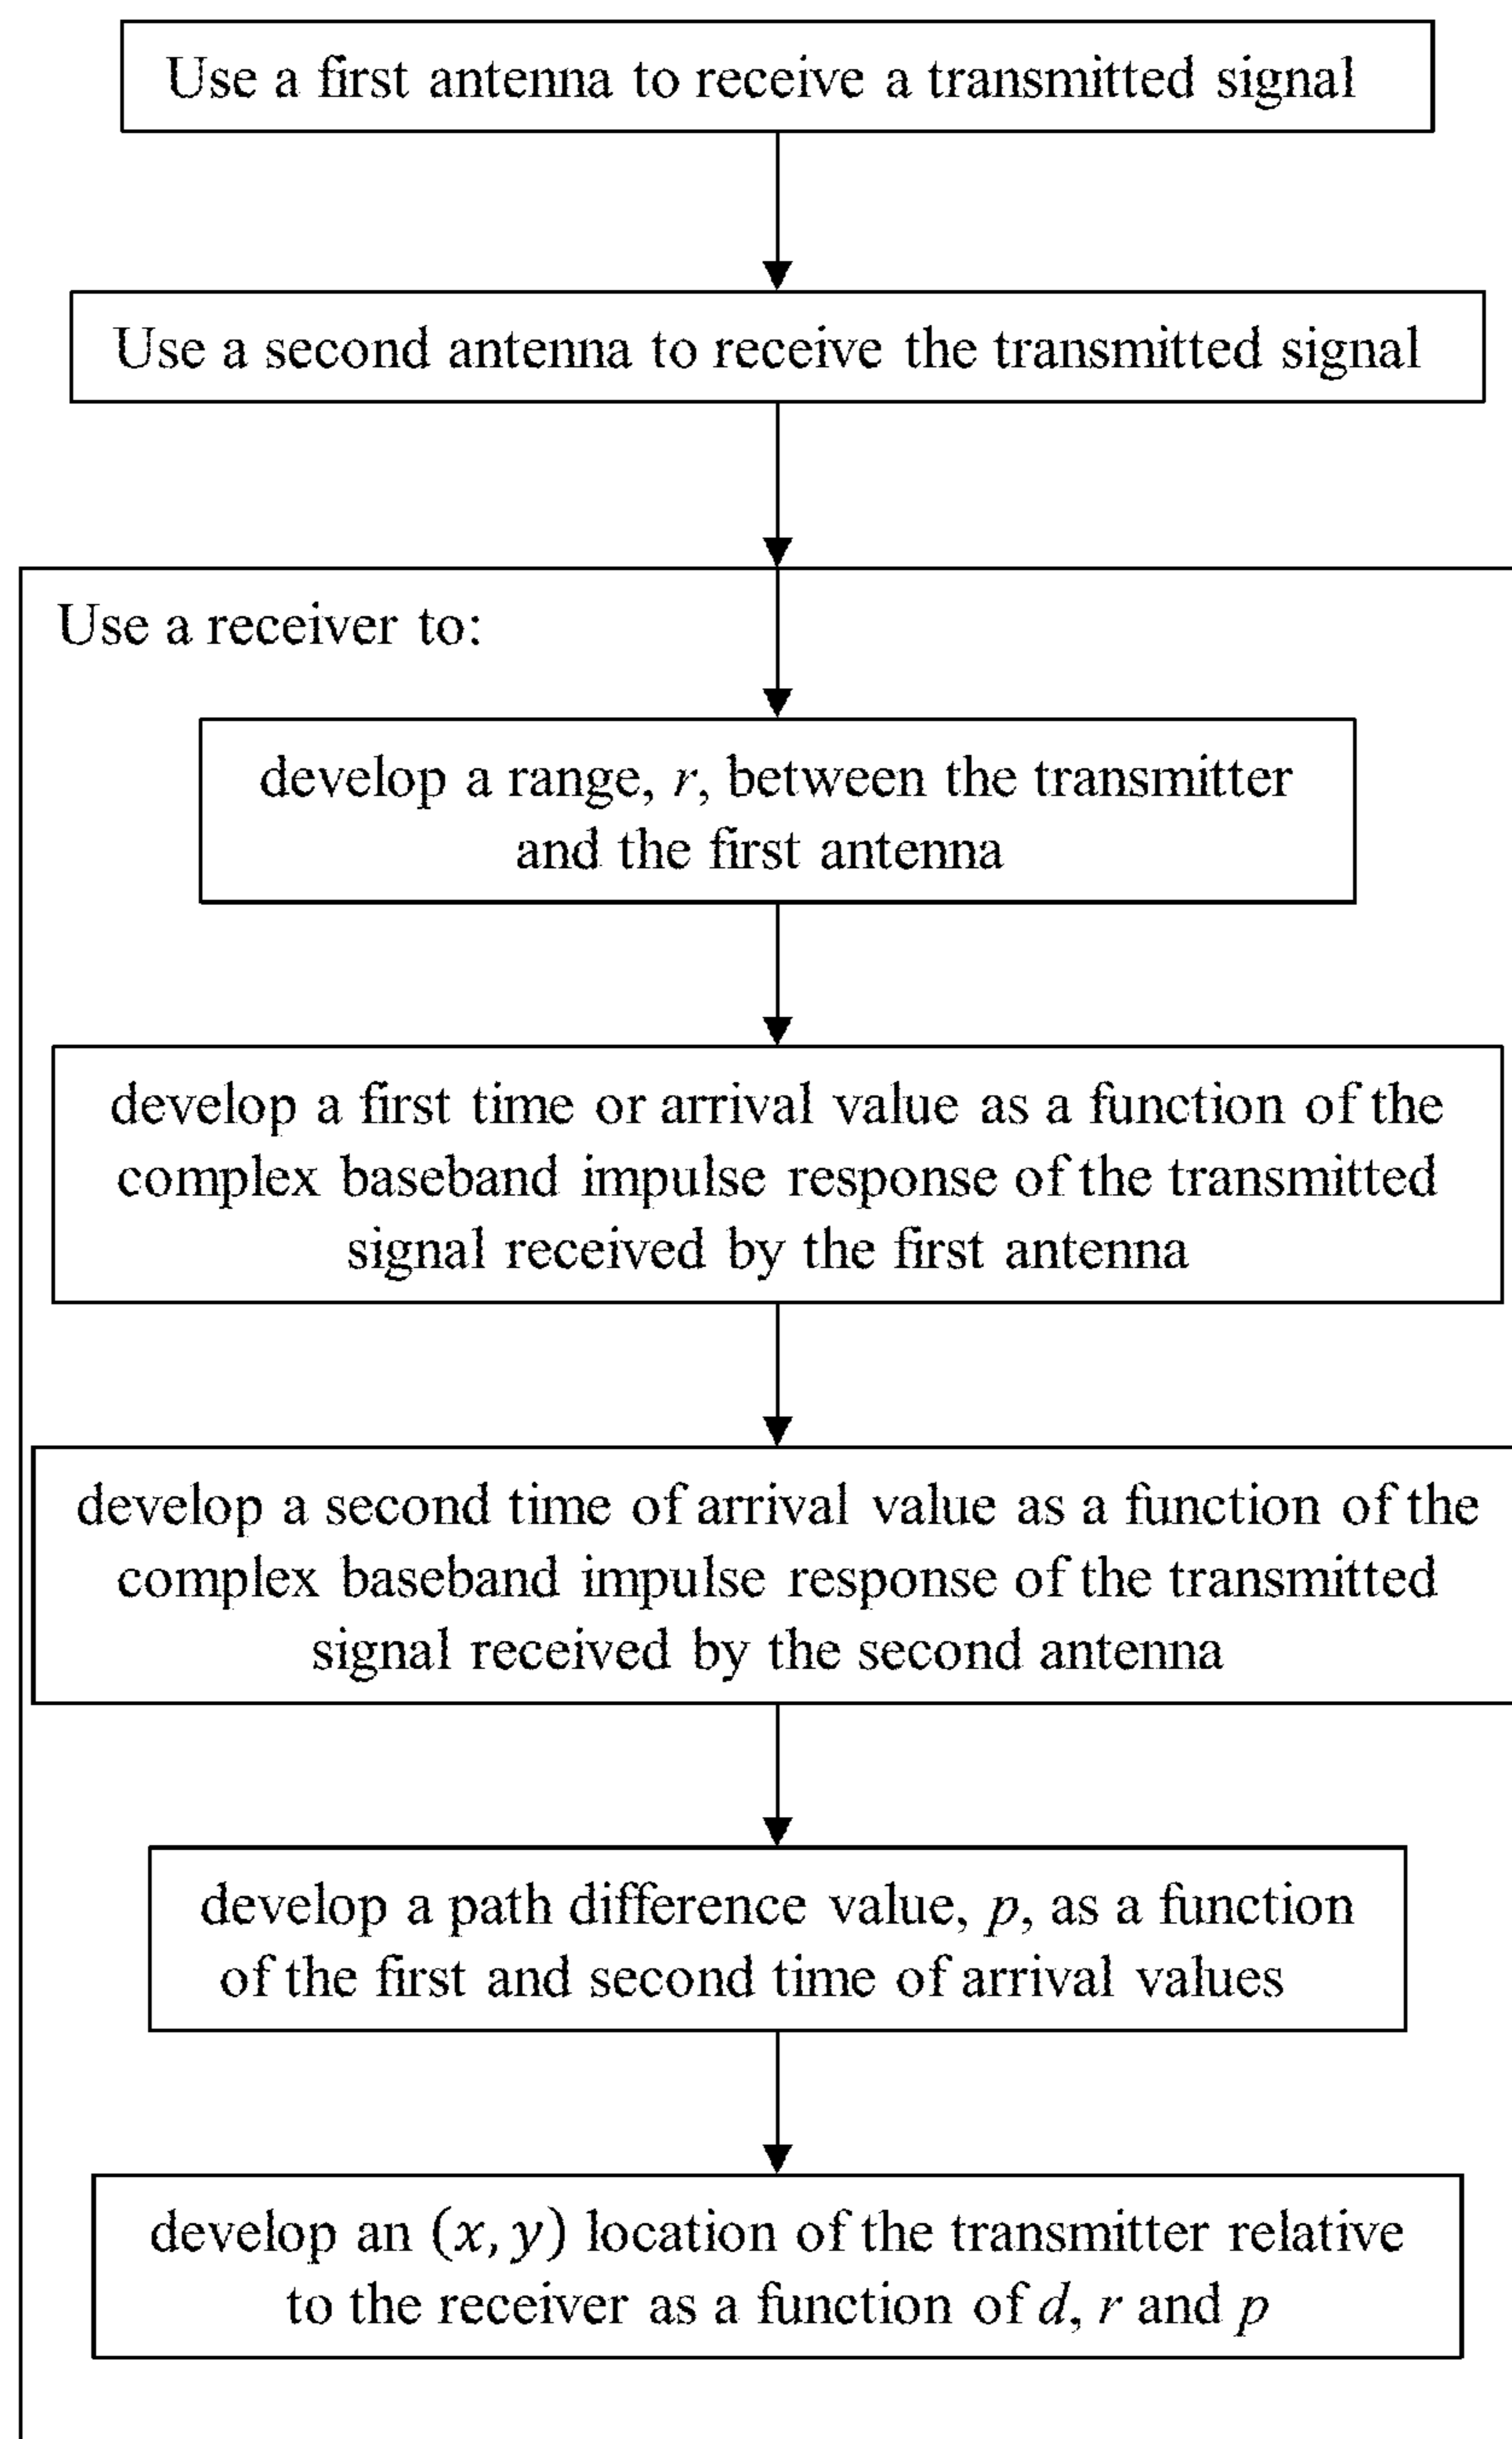 Use a first antenna to receive a transmitted signal
Use a second antenna to receive the transmitted signal
Use a receiver to:
develop a range, r, between the transmitter
and the first antenna
develop a first time or arrival value as a function of the
complex baseband impulse response of the transmitted
signal received by the first antenna
develop a second time of arrival value as a function of the
complex baseband impulse response of the transmitted
signal received by the second antenna
develop a path difference value, p, as a function
of the first and second time of arrival values
develop an (x, y) location of the transmitter relative
to the receiver as a function of d, r and p